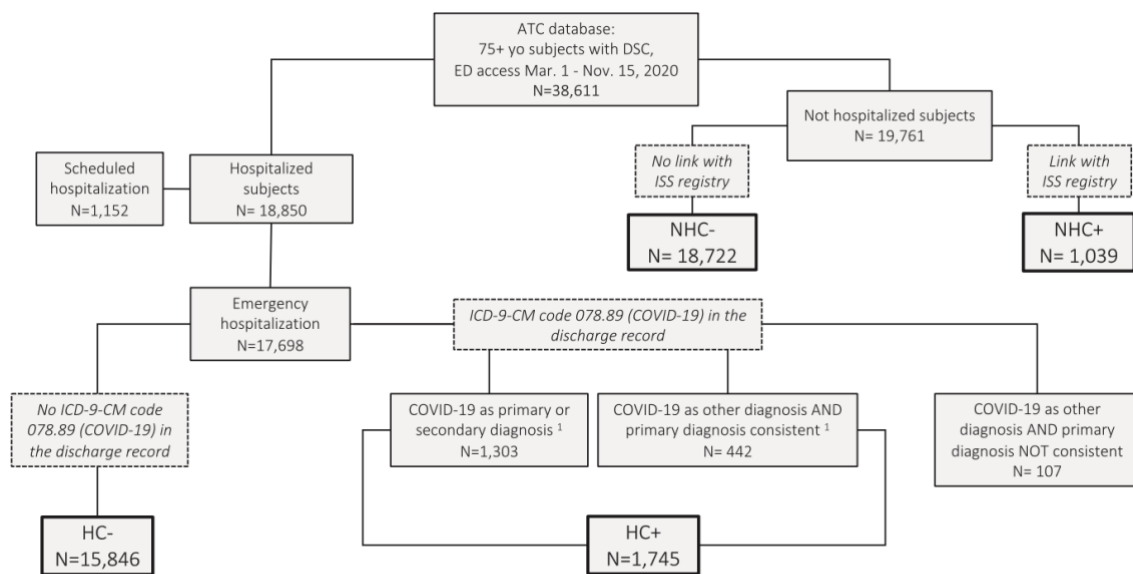 ATC database:
75+ yo subjects with DSC,
ED access Mar. 1 - Nov. 15, 2020
N=38,611
Not hospitalized subjects
N= 19,761
No link with
ISS registry
Link with
ISS registry
Scheduled
hospitalization
N=1,152
Hospitalized
subjects
N= 18,850
NHC-
N= 18,722
NHC+
N= 1,039
Emergency
hospitalization
N=17,698
ICD-9-CM code 078.89 (COVID-19) in the
discharge record
No ICD-9-CM code
078.89 (COVID-19) in
the discharge record
COVID-19 as primary or
secondary diagnosis ¹
N=1,303
COVID-19 as other diagnosis AND
primary diagnosis consistent ¹
N= 442
COVID-19 as other
diagnosis AND primary
diagnosis NOT consistent
N= 107
HC-
N=15,846
HC+
N=1,745